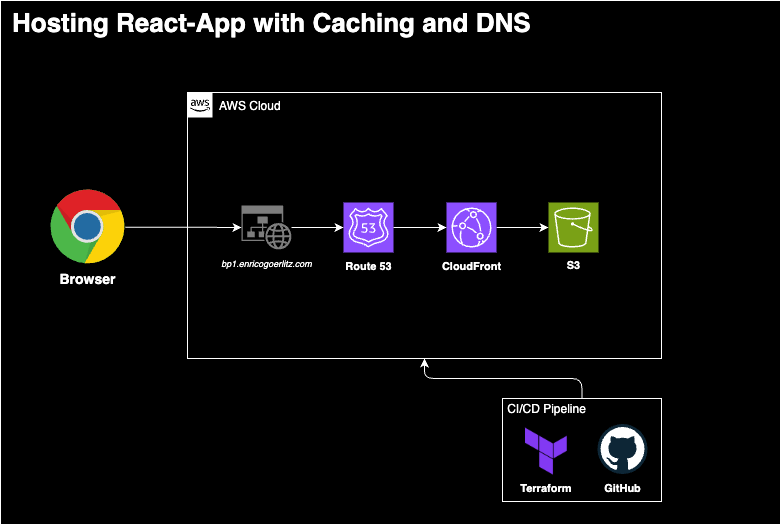 Hosting React-App with Caching and DNS
aws
AWS Cloud
53
bp1.enricogoerlitz.com
Route 53
CloudFront
S3
Browser
CI/CD Pipeline
Terraform
GitHub